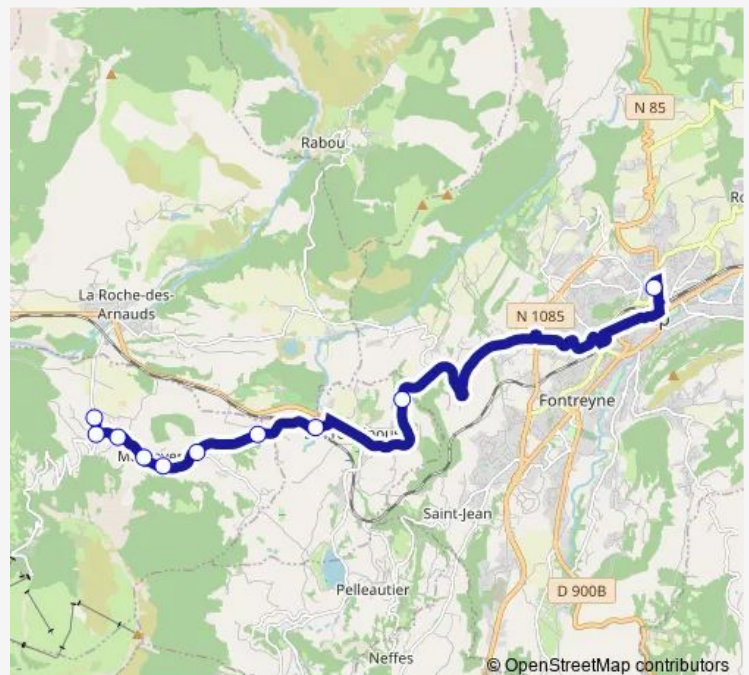 N 85
Rabou
La Roche-des-
Arnauds
N 1085
Fontreyne
Saint-Jean
Pelleautier
D 900B
Neffes
© OpenStreetMap contributors